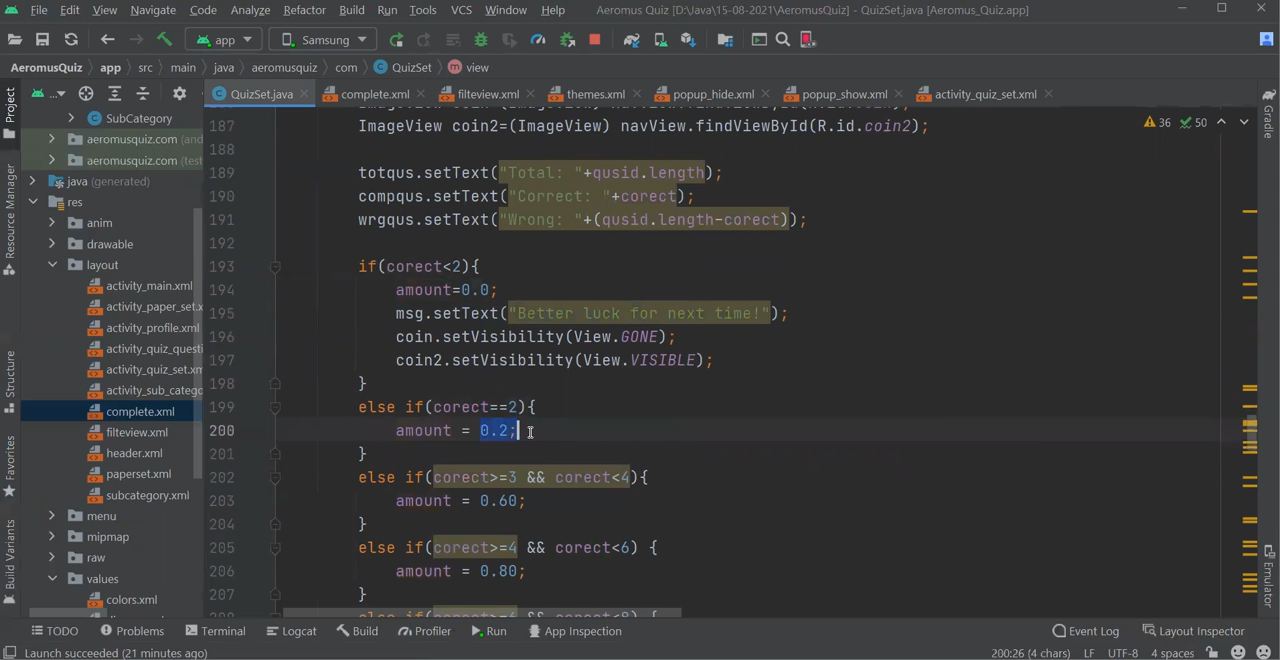 File Edit View Navigate Code Analyze Refactor Build Run Tools VCS Window Help Aeromus Quiz [D:\Java\15-08-2021\AeromusQuiz] - QuizSet.java [Aeromus_Quiz.app]
app Samsung
AeromusQuiz app src main java aeromusquiz com QuizSet view
... QuizSet.java complete.xml filteview.xml themes.xml popup_hide.xml popup_show.xml activity_quiz_set.xml
Project
Resource Manager
Structure
Favorites
Build Variants
SubCategory
aeromusquiz.com (and
aeromusquiz.com (test
java (generated)
res
anim
drawable
layout
activity_main.xml
activity_paper_set.x
activity_profile.xml
activity_quiz_questi
activity_quiz_set.xm
activity_sub_catego
complete.xml
filteview.xml
header.xml
paperset.xml
subcategory.xml
menu
mipmap
raw
values
colors.xml
187 ImageView coin2=(ImageView) navView.findViewById(R.id.coin2);
188
189 totqus.setText("Total: "+qusid.length);
190 compqus.setText("Correct: "+corect);
191 wrgqus.setText("Wrong: "+(qusid.length-corect));
192
193 if(corect<2){
194 amount=0.0;
195 msg.setText("Better luck for next time!");
196 coin.setVisibility(View.GONE);
197 coin2.setVisibility(View.VISIBLE);
198 }
199 else if(corect==2){
200 amount = 0.2;
201 }
202 else if(corect>=3 && corect<4){
203 amount = 0.60;
204 }
205 else if(corect>=4 && corect<6) {
206 amount = 0.80;
207 }
36 50
Gradle
Emulator
TODO Problems Terminal Logcat Build Profiler Run App Inspection Event Log Layout Inspector
Launch succeeded (21 minutes ago) 200:26 (4 chars) LF UTF-8 4 spaces